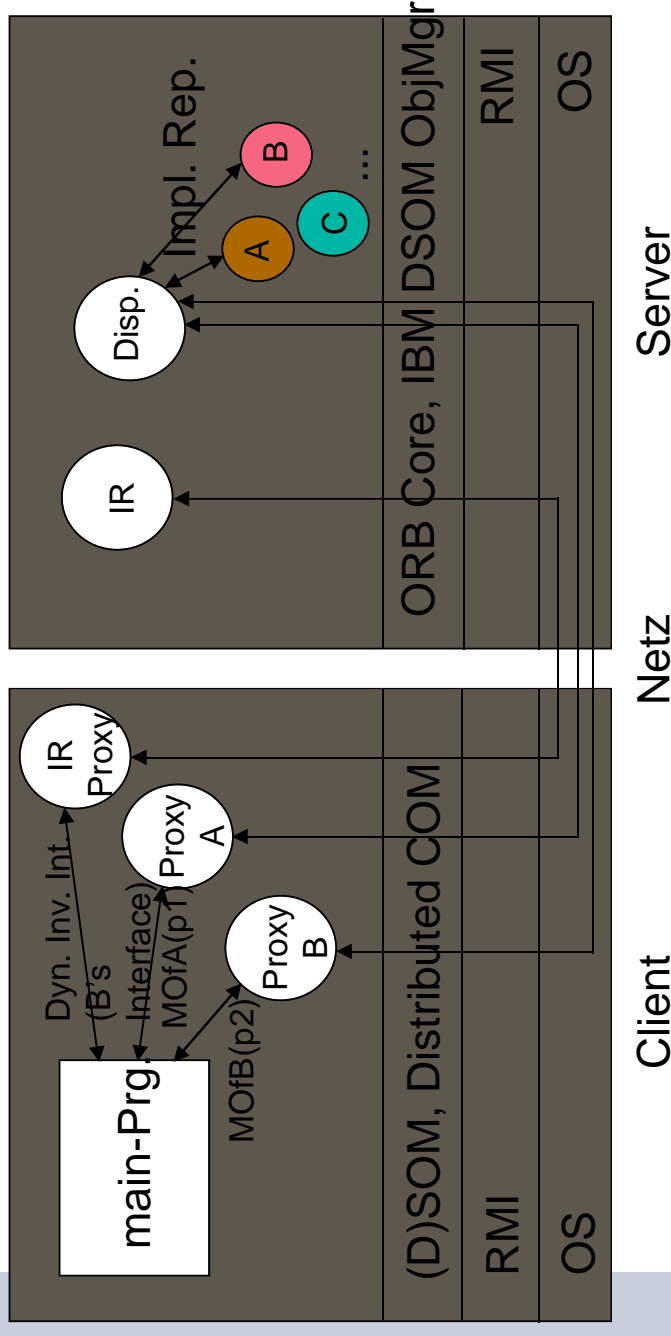 main-Prg.
Dyn. Inv. Int.
(B's
Interface)
MOfA(p1)
MOfB(p2)
IR
Proxy
Proxy
A
Proxy
B
(D)SOM, Distributed COM
RMI
OS
Client
Netz
IR
Disp.
Impl. Rep.
A
B
C
...
ORB Core, IBM DSOM ObjMgr
RMI
OS
Server